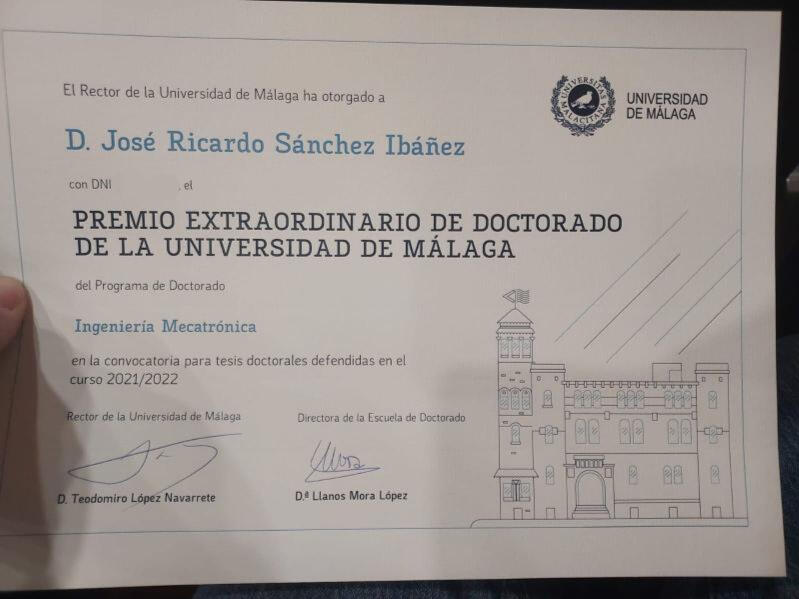 El Rector de la Universidad de Málaga ha otorgado a
UNIVERSITAS MALACITANA
UNIVERSIDAD
DE MÁLAGA
D. José Ricardo Sánchez Ibáñez
con DNI , el
PREMIO EXTRAORDINARIO DE DOCTORADO
DE LA UNIVERSIDAD DE MÁLAGA
del Programa de Doctorado
Ingeniería Mecatrónica
en la convocatoria para tesis doctorales defendidas en el
curso 2021/2022
Rector de la Universidad de Málaga
D. Teodomiro López Navarrete
Directora de la Escuela de Doctorado
Mora
D.ª Llanos Mora López